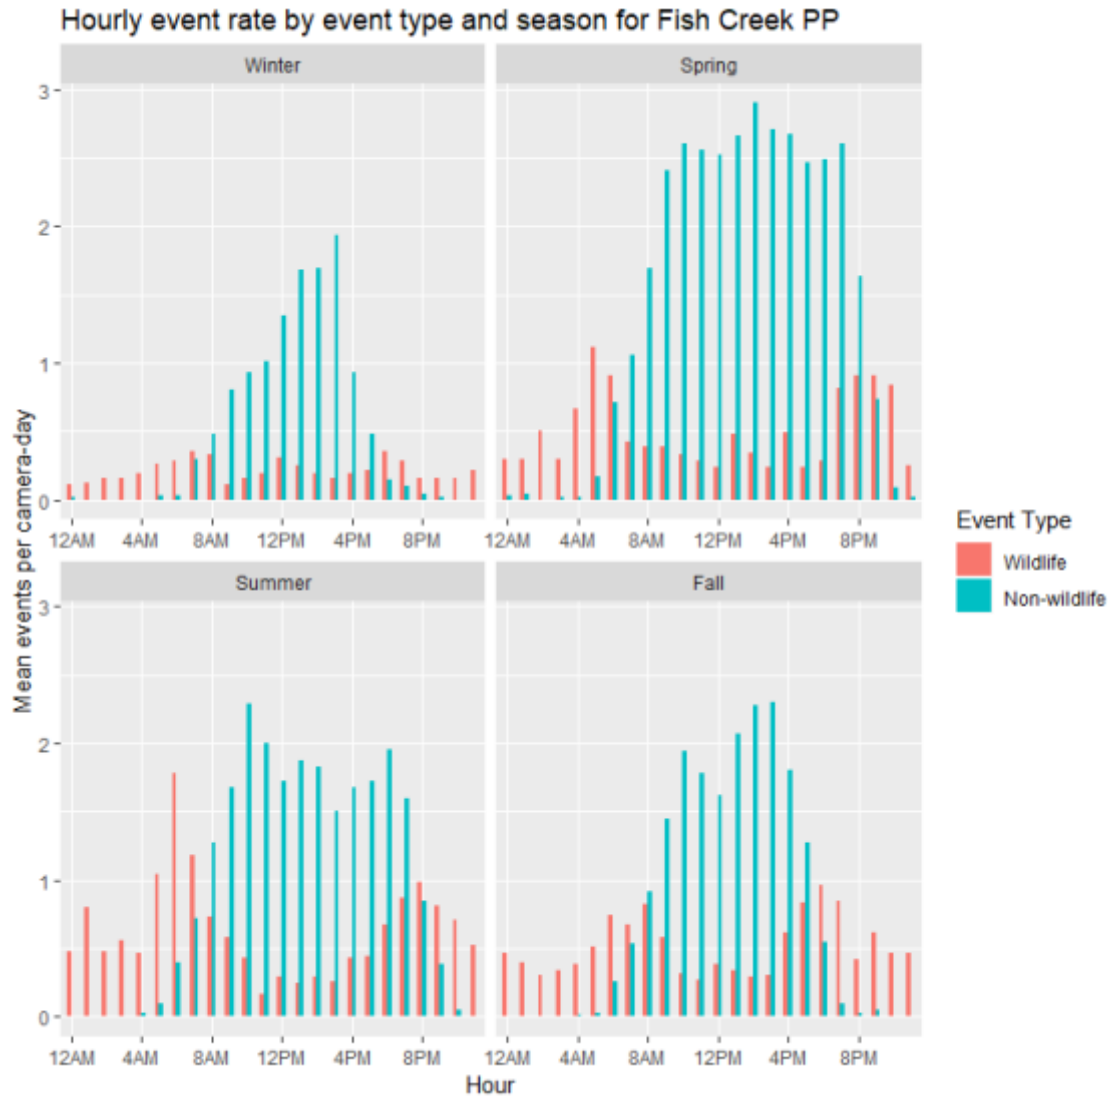 Hourly event rate by event type and season for Fish Creek PP
Winter
Spring
3
2
1
0
12AM 4AM 8AM 12PM 4PM 8PM
12AM 4AM 8AM 12PM 4PM 8PM
Summer
Fall
3
2
1
0
12AM 4AM 8AM 12PM 4PM 8PM
12AM 4AM 8AM 12PM 4PM 8PM
Mean events per camera-day
Hour
Event Type
Wildlife
Non-wildlife